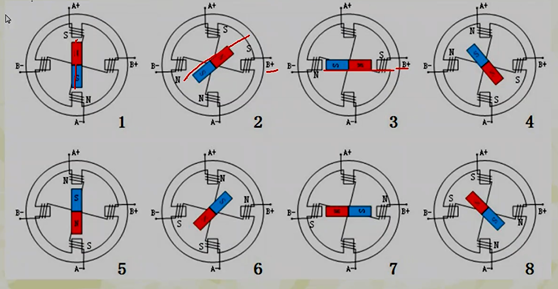 A+ A+ A+ A+
S S
B- B+ B- B+ B- B+ B- B+
N N N S N S
A- A- A- A-
1 2 3 4
A+ A+ A+ A+
N N S
B- S B+ B- S B+ B- S B+ B- B+
N N
S S N
A- A- A- A-
5 6 7 8